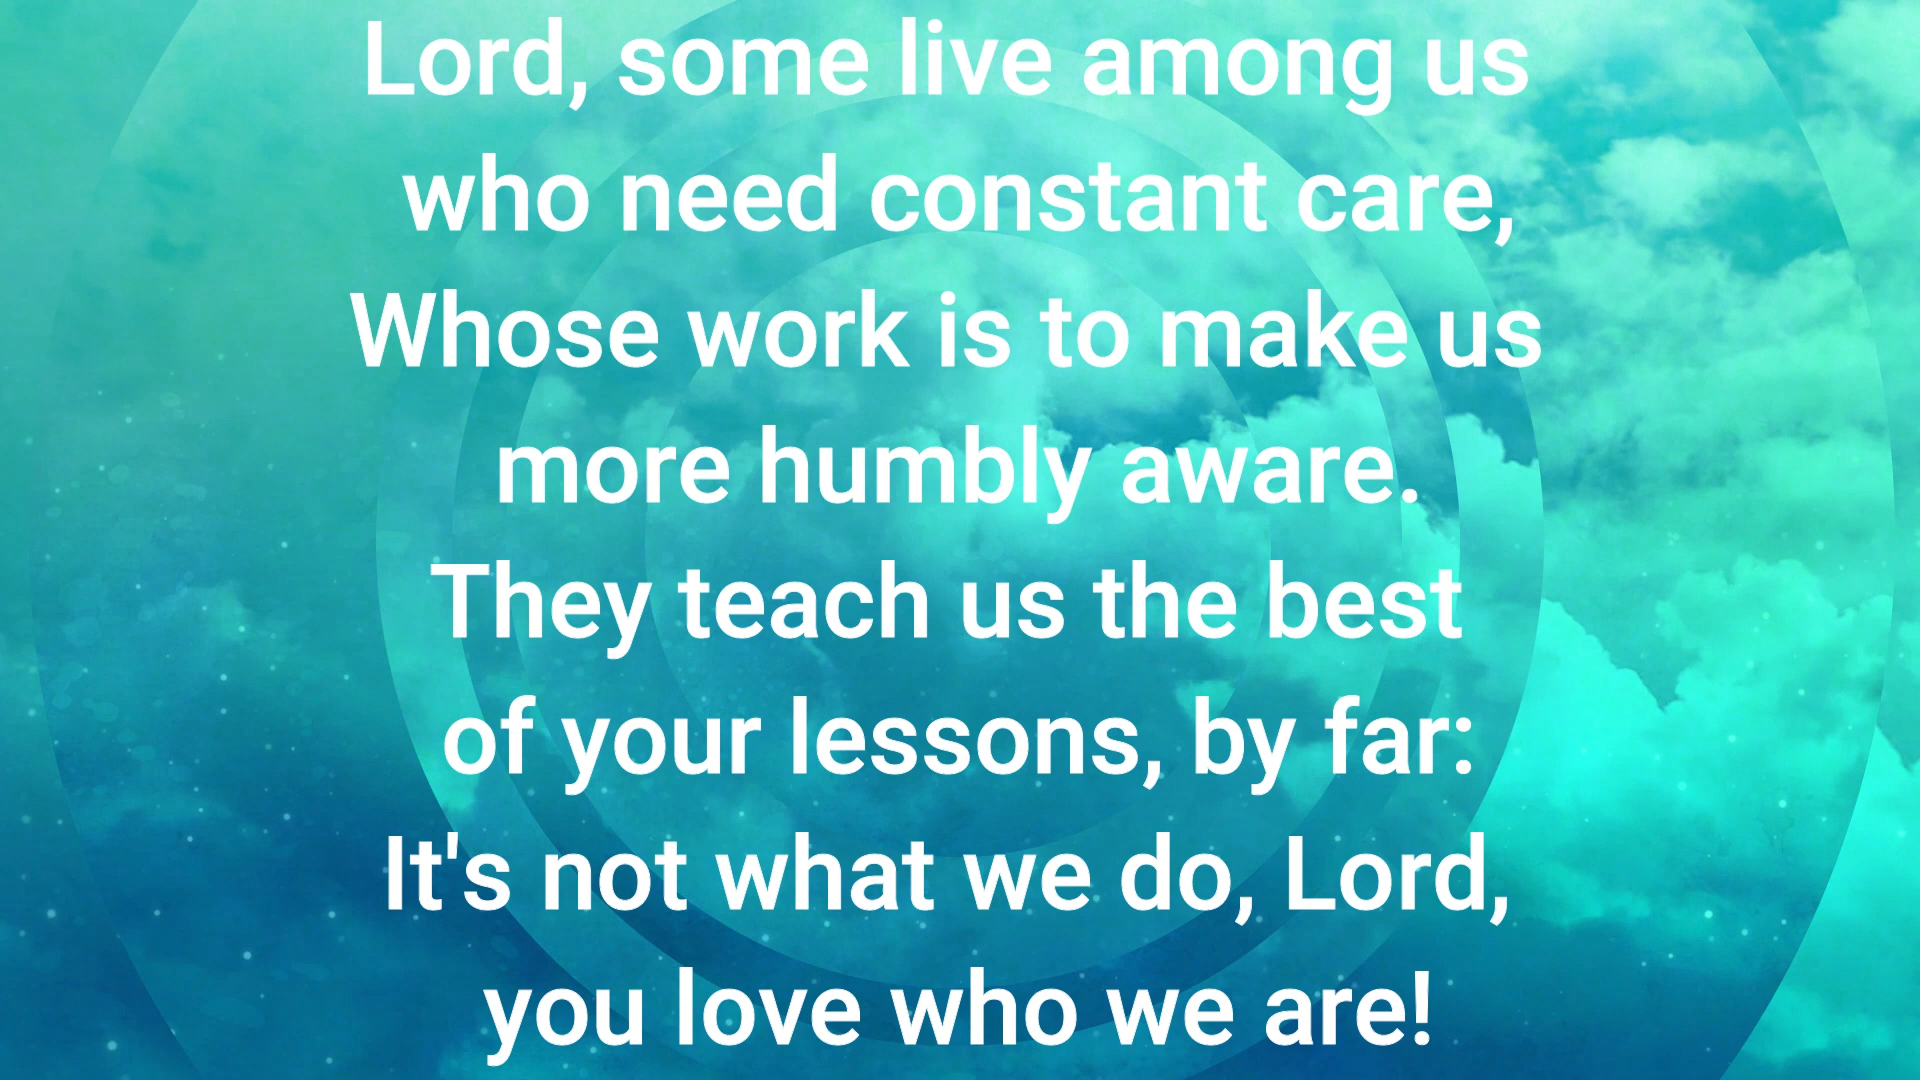 Lord, some live among us
who need constant care,
Whose work is to make us
more humbly aware.
They teach us the best
of your lessons, by far:
It's not what we do, Lord,
you love who we are!